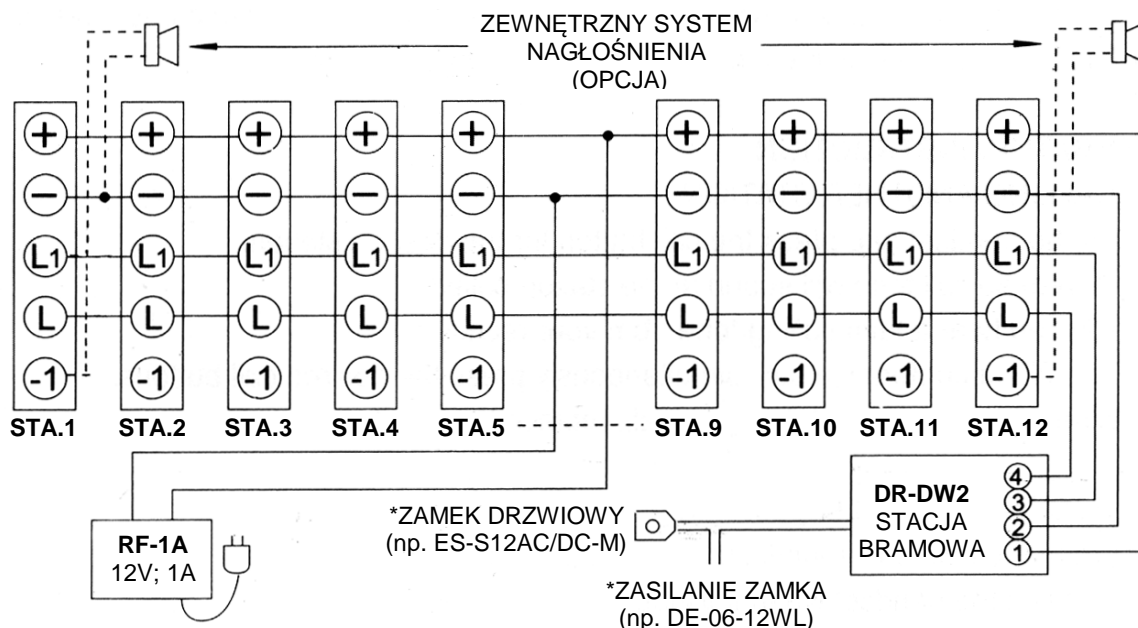 ZEWNĘTRZNY SYSTEM
NAGŁOŚNIENIA
(OPCJA)
+ + + + + + + + +
− − − − − − − − −
L1 L1 L1 L1 L1 L1 L1 L1 L1
L L L L L L L L L
-1 -1 -1 -1 -1 -1 -1 -1 -1
STA.1 STA.2 STA.3 STA.4 STA.5 STA.9 STA.10 STA.11 STA.12
RF-1A
12V; 1A
*ZAMEK DRZWIOWY
(np. ES-S12AC/DC-M)
*ZASILANIE ZAMKA
(np. DE-06-12WL)
DR-DW2
STACJA
BRAMOWA
4
3
2
1